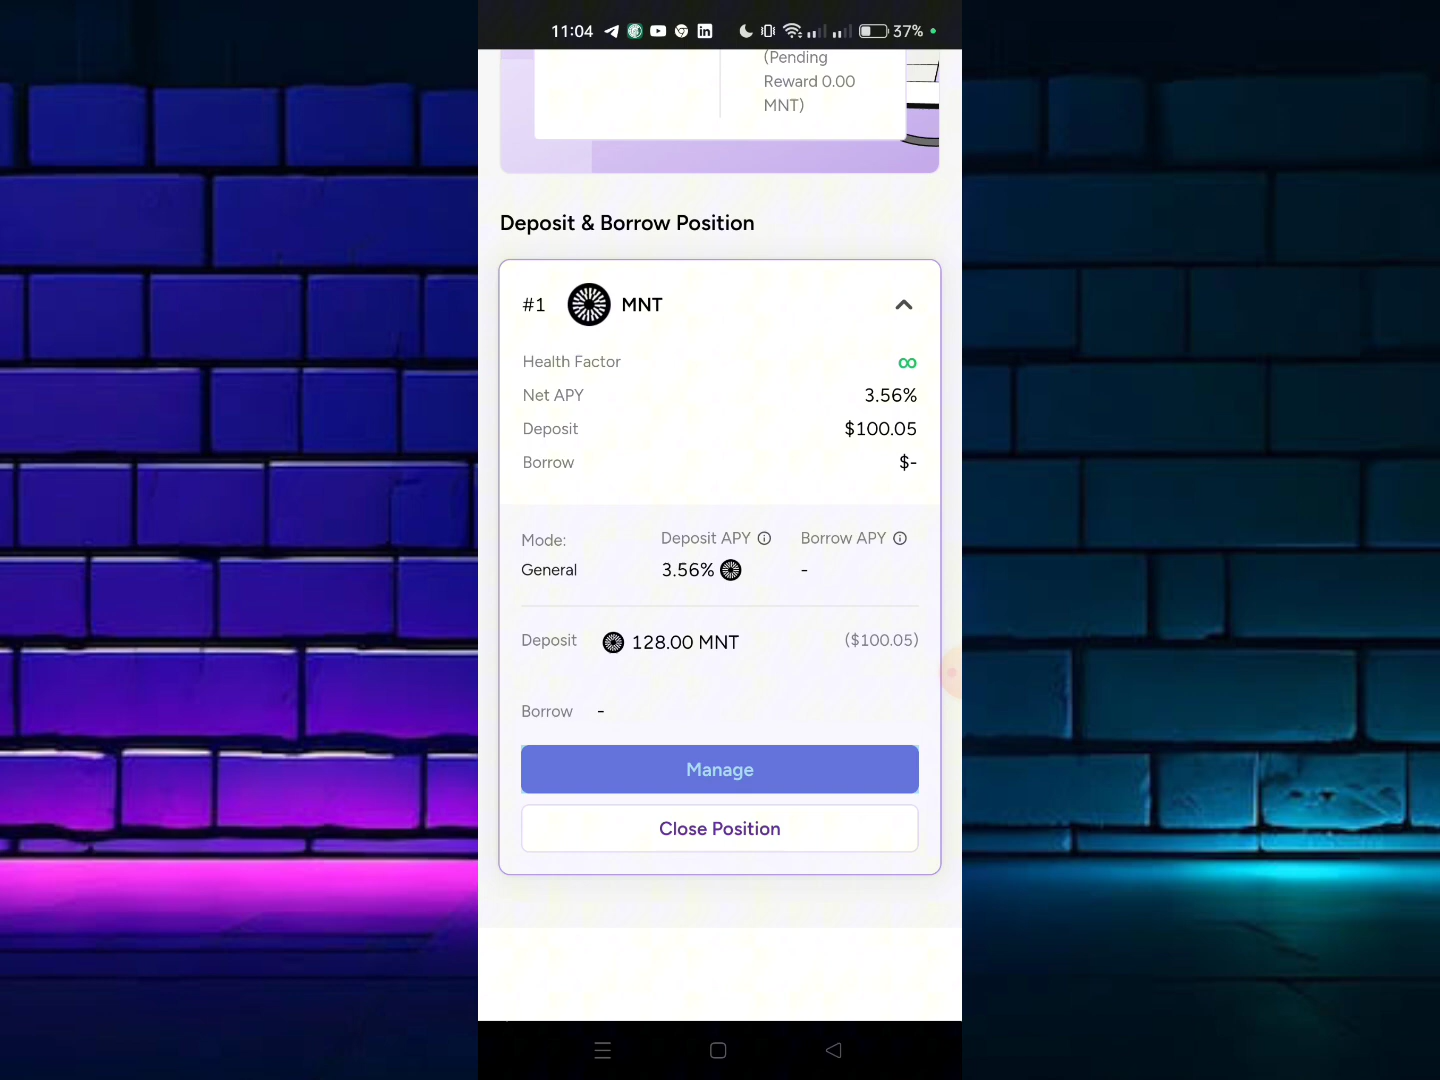 11:04
37%
(Pending
Reward 0.00
MNT)
Deposit & Borrow Position
#1 MNT
Health Factor ∞
Net APY 3.56%
Deposit $100.05
Borrow $-
Mode: Deposit APY Borrow APY
General 3.56% -
Deposit 128.00 MNT ($100.05)
Borrow -
Manage
Close Position